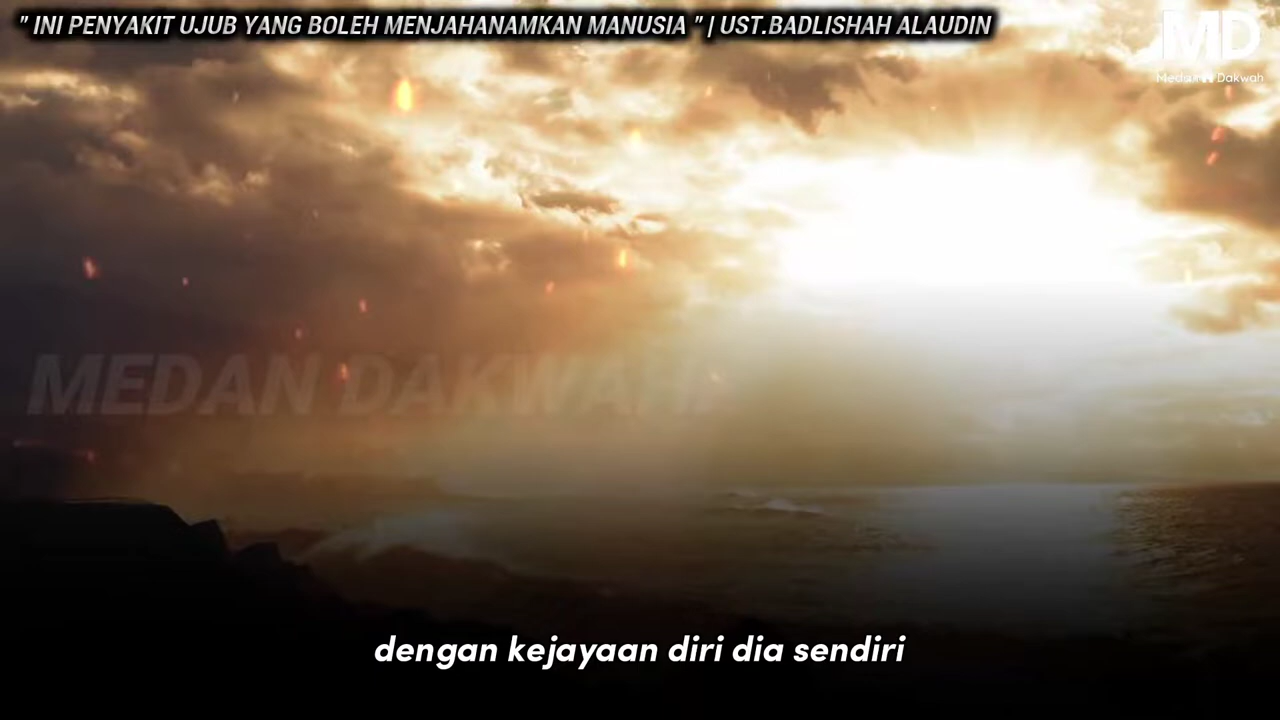 " INI PENYAKIT UJUB YANG BOLEH MENJAHANAMKAN MANUSIA " | UST.BADLISHAH ALAUDIN
MD
Medan Dakwah
MEDAN DAKWAH
dengan kejayaan diri dia sendiri